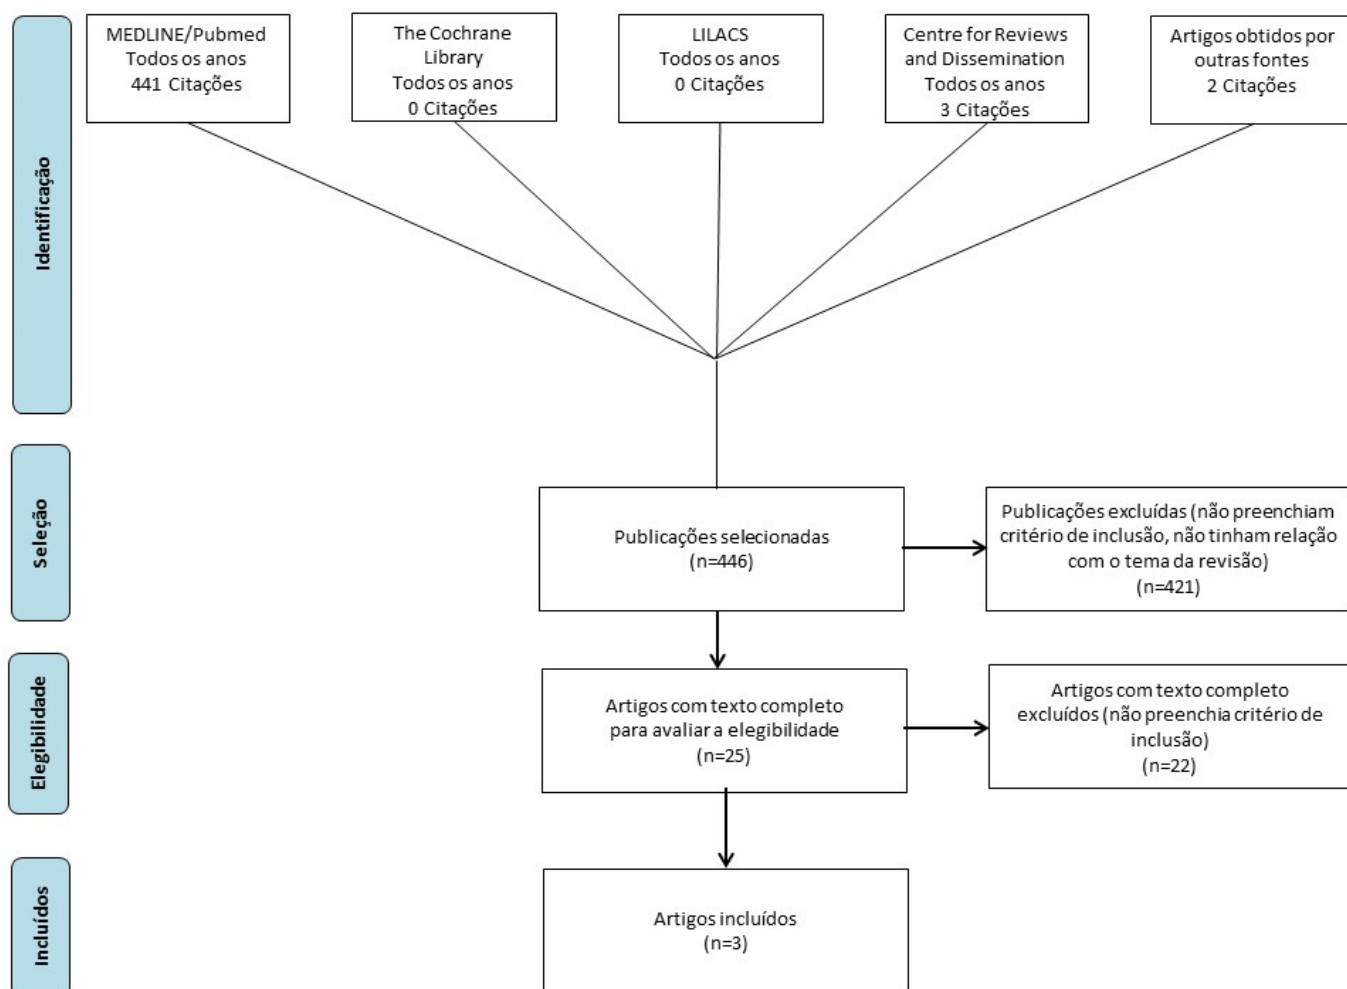 Identificação
MEDLINE/Pubmed
Todos os anos
441 Citações
The Cochrane
Library
Todos os anos
0 Citações
LILACS
Todos os anos
0 Citações
Centre for Reviews
and Dissemination
Todos os anos
3 Citações
Artigos obtidos por
outras fontes
2 Citações
Seleção
Publicações selecionadas
(n=446)
Publicações excluídas (não preenchiam
critério de inclusão, não tinham relação
com o tema da revisão)
(n=421)
Elegibilidade
Artigos com texto completo
para avaliar a elegibilidade
(n=25)
Artigos com texto completo
excluídos (não preenchia critério de
inclusão)
(n=22)
Incluídos
Artigos incluídos
(n=3)